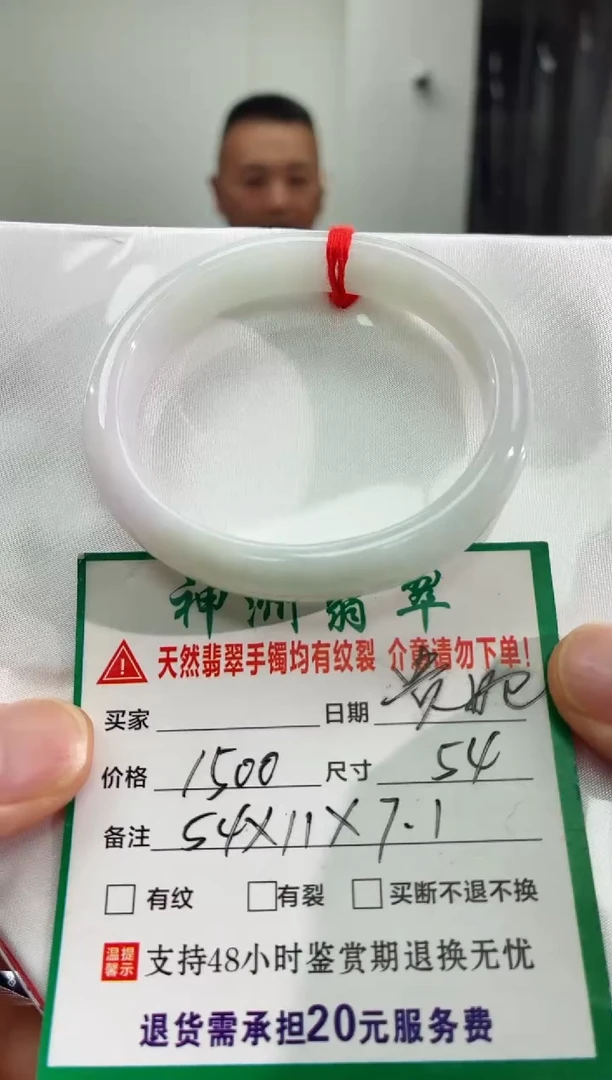 神洲翡翠
天然翡翠手镯均有纹裂 介意请勿下单!
买家 日期 贵妃
价格 1500 尺寸 54
备注 54X11X7.1
有纹 有裂 买断不退不换
温馨提示 支持48小时鉴赏期退换无忧
退货需承担20元服务费